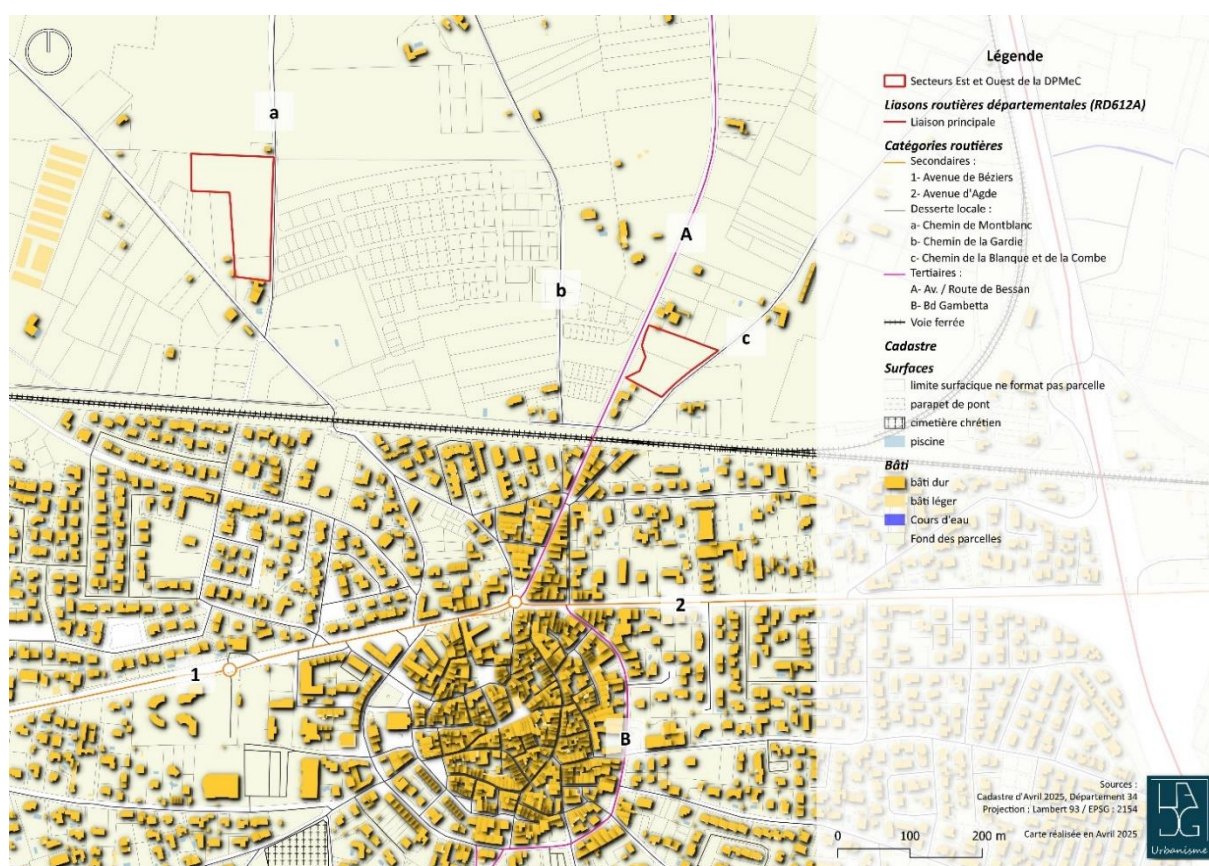 Légende
Secteurs Est et Ouest de la DPMeC
Liasons routières départementales (RD612A)
Liaison principale
Catégories routières
Secondaires :
1- Avenue de Béziers
2- Avenue d'Agde
Desserte locale :
a- Chemin de Montblanc
b- Chemin de la Gardie
c- Chemin de la Blanque et de la Combe
Tertiaires :
A- Av. / Route de Bessan
B- Bd Gambetta
Voie ferrée
Cadastre
Surfaces
limite surfacique ne format pas parcelle
parapet de pont
cimetière chrétien
piscine
Bâti
bâti dur
bâti léger
Cours d'eau
Fond des parcelles
a
b
A
c
2
1
B
Sources :
Cadastre d'Avril 2025, Département 34
Projection : Lambert 93 / EPSG : 2154
Carte réalisée en Avril 2025
0 100 200 m
Urbanisme